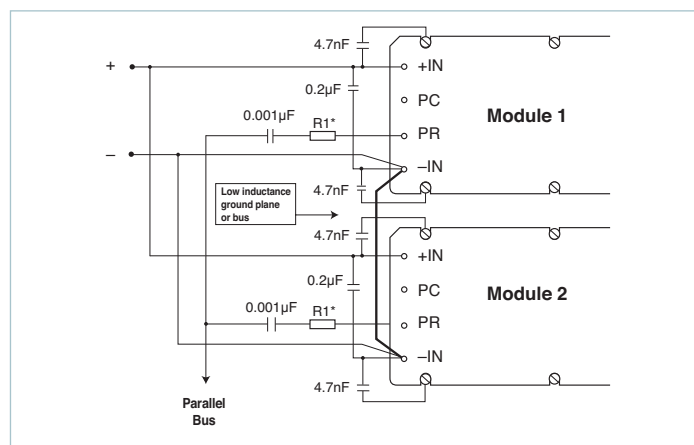 4.7nF
+
+IN
0.2µF
PC
0.001µF
R1*
PR
Module 1
–
–IN
Low inductance
ground plane
or bus
4.7nF
4.7nF
+IN
0.2µF
PC
Module 2
0.001µF
R1*
PR
–IN
4.7nF
Parallel
Bus